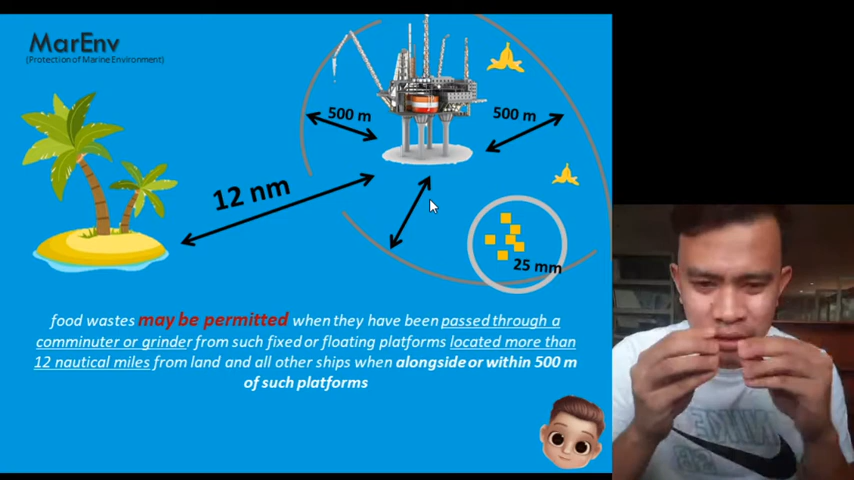 MarEnv
(Protection of Marine Environment)
500 m
500 m
12 nm
25 mm
food wastes may be permitted when they have been passed through a
comminuter or grinder from such fixed or floating platforms located more than
12 nautical miles from land and all other ships when alongside or within 500 m
of such platforms